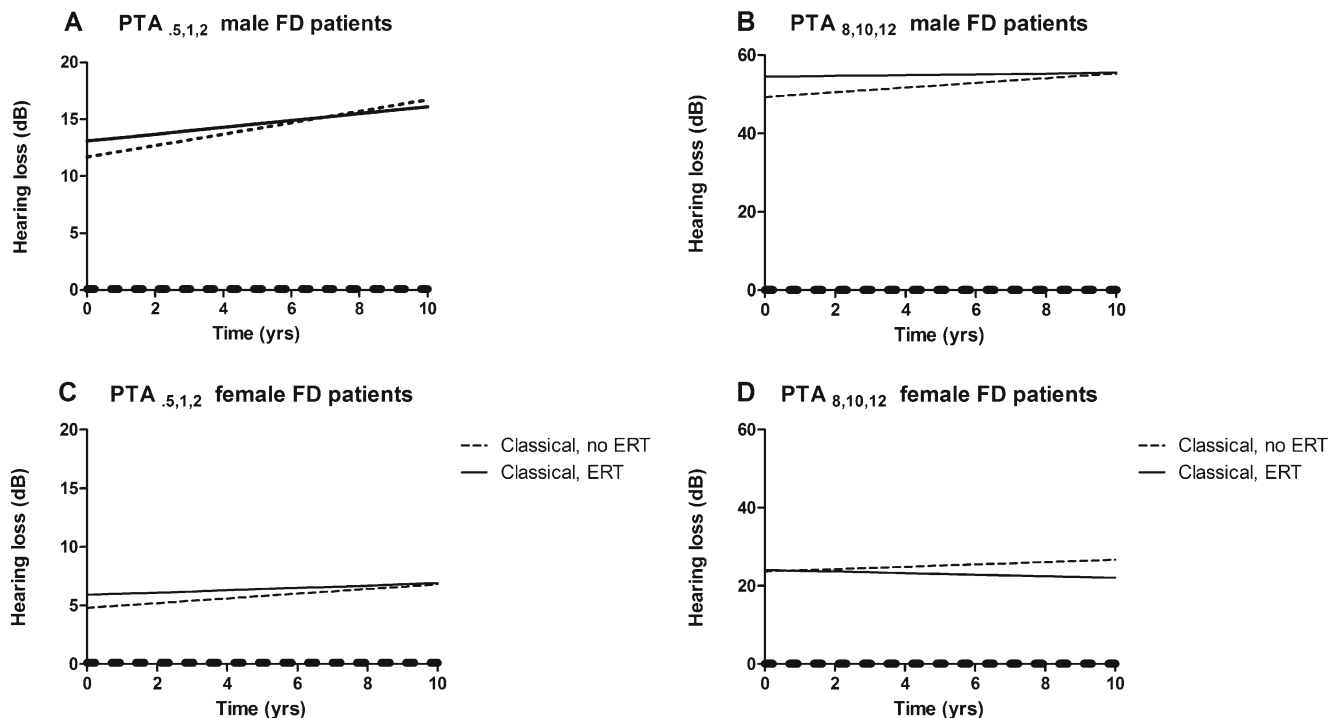 A PTA .5,1,2 male FD patients
Hearing loss (dB)
20
15
10
5
0
0 2 4 6 8 10
Time (yrs)
B PTA 8,10,12 male FD patients
Hearing loss (dB)
60
40
20
0
0 2 4 6 8 10
Time (yrs)
C PTA .5,1,2 female FD patients
Hearing loss (dB)
20
15
10
5
0
0 2 4 6 8 10
Time (yrs)
Classical, no ERT
Classical, ERT
D PTA 8,10,12 female FD patients
Hearing loss (dB)
60
40
20
0
0 2 4 6 8 10
Time (yrs)
Classical, no ERT
Classical, ERT